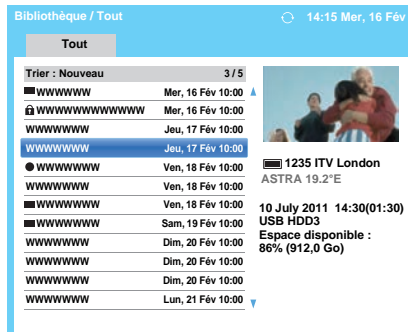 Bibliothèque / Tout
14:15 Mer, 16 Fév
Tout
Trier : Nouveau 3 / 5
WWWWWWW Mer, 16 Fév 10:00
WWWWWWWWWWWW Mer, 16 Fév 10:00
WWWWWWW Jeu, 17 Fév 10:00
WWWWWWW Jeu, 17 Fév 10:00
WWWWWWW Ven, 18 Fév 10:00
WWWWWWW Ven, 18 Fév 10:00
WWWWWWW Ven, 18 Fév 10:00
WWWWWWW Sam, 19 Fév 10:00
WWWWWWW Dim, 20 Fév 10:00
WWWWWWW Dim, 20 Fév 10:00
WWWWWWW Dim, 20 Fév 10:00
WWWWWWW Lun, 21 Fév 10:00
1235 ITV London
ASTRA 19.2°E
10 July 2011 14:30(01:30)
USB HDD3
Espace disponible :
86% (912,0 Go)